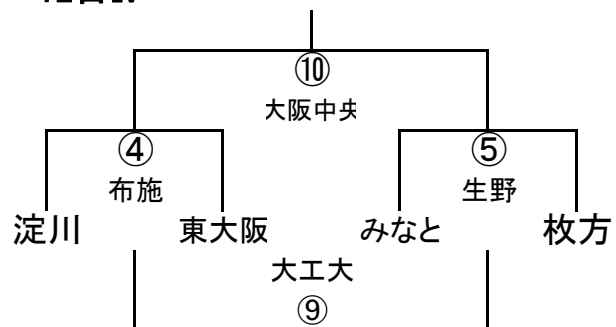 ⑩
大阪中央
④ ⑤
布施 生野
淀川 東大阪 みなと 枚方
大工大
⑨